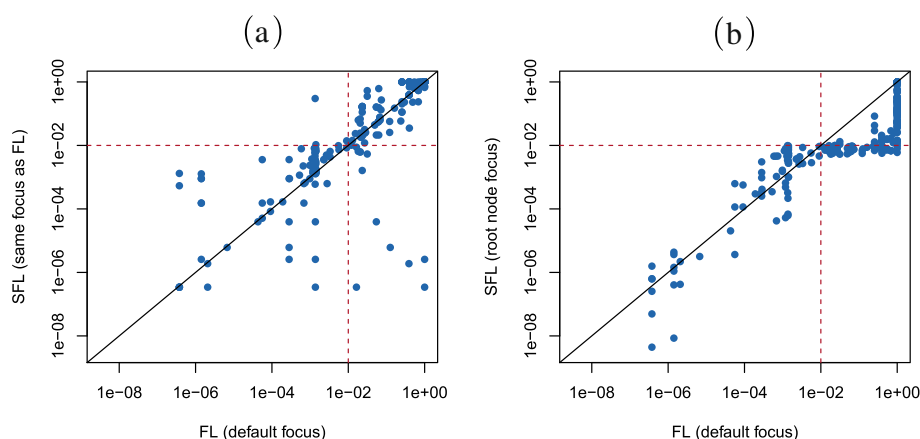 (a)
SFL (same focus as FL)
1e+00
1e−02
1e−04
1e−06
1e−08
1e−08 1e−06 1e−04 1e−02 1e+00
FL (default focus)
(b)
SFL (root node focus)
1e+00
1e−02
1e−04
1e−06
1e−08
1e−08 1e−06 1e−04 1e−02 1e+00
FL (default focus)